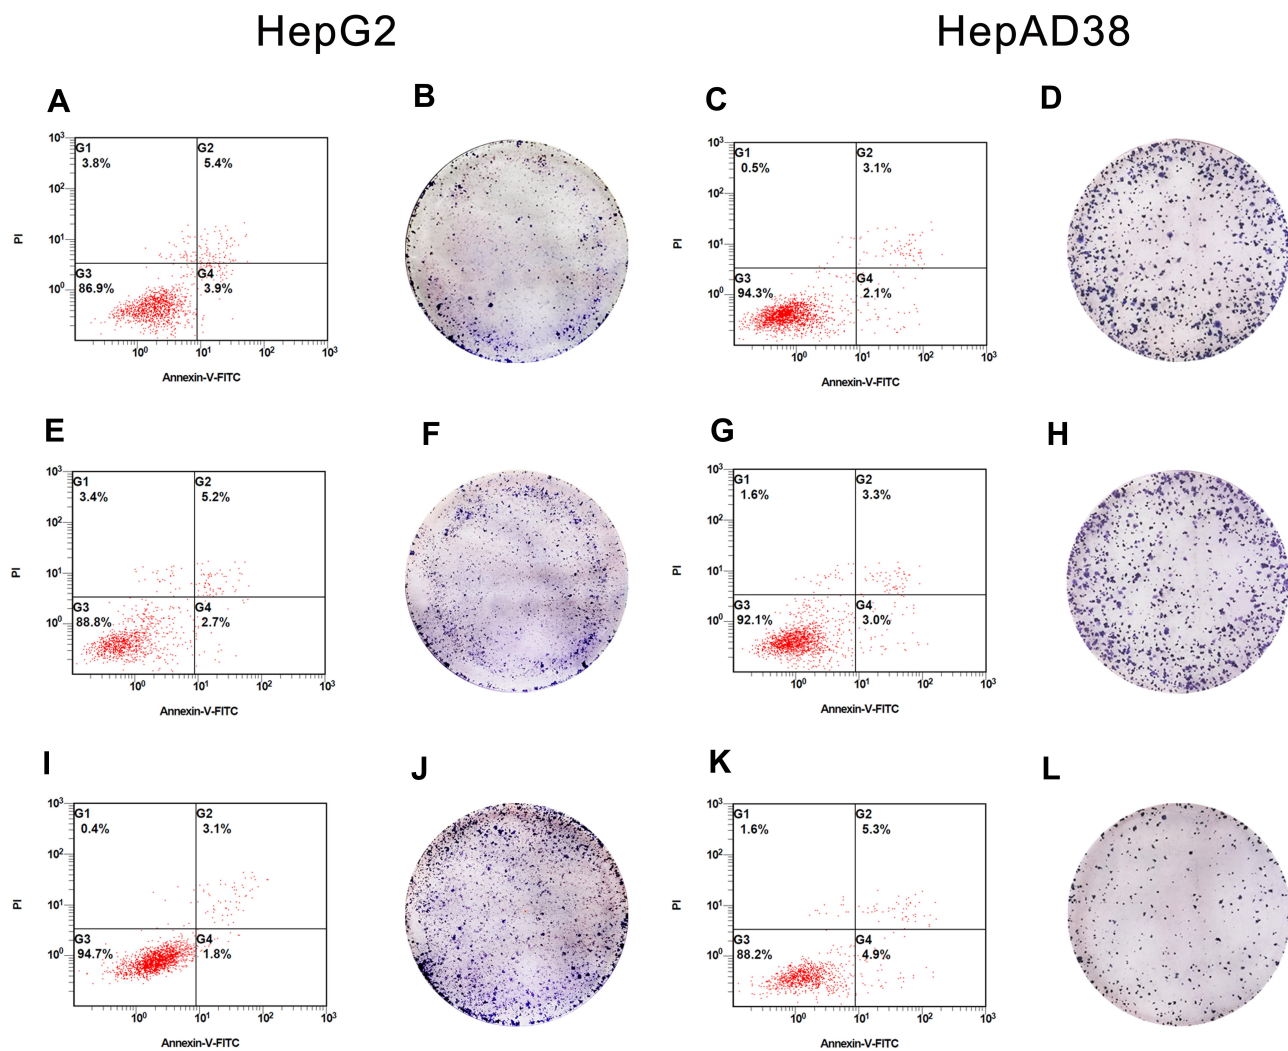 HepG2 HepAD38
A B C D
10³ G1 G2
3.8% 5.4%
10²
PI 10¹
G3 G4
10⁰ 86.9% 3.9%
10⁰ 10¹ 10² 10³
Annexin-V-FITC
10³ G1 G2
0.5% 3.1%
10²
PI 10¹
G3 G4
10⁰ 94.3% 2.1%
10⁰ 10¹ 10² 10³
Annexin-V-FITC
E F G H
10³ G1 G2
3.4% 5.2%
10²
PI 10¹
G3 G4
10⁰ 88.8% 2.7%
10⁰ 10¹ 10² 10³
Annexin-V-FITC
10³ G1 G2
1.6% 3.3%
10²
PI 10¹
G3 G4
10⁰ 92.1% 3.0%
10⁰ 10¹ 10² 10³
Annexin-V-FITC
I J K L
10³ G1 G2
0.4% 3.1%
10²
PI 10¹
G3 G4
10⁰ 94.7% 1.8%
10⁰ 10¹ 10² 10³
Annexin-V-FITC
10³ G1 G2
1.6% 5.3%
10²
PI 10¹
G3 G4
10⁰ 88.2% 4.9%
10⁰ 10¹ 10² 10³
Annexin-V-FITC